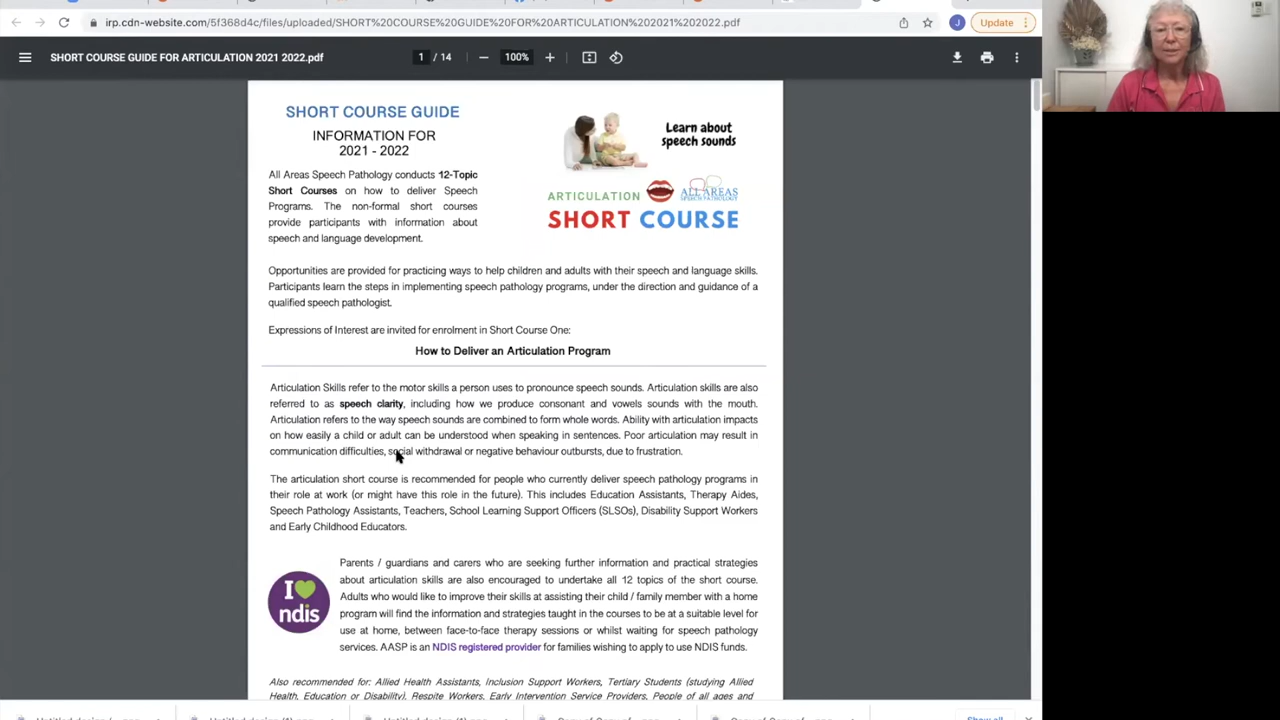 irp.cdn-website.com/5f368d4c/files/uploaded/SHORT%20COURSE%20GUIDE%20FOR%20ARTICULATION%202021%202022.pdf
J
Update
SHORT COURSE GUIDE FOR ARTICULATION 2021 2022.pdf
1 / 14
100%
SHORT COURSE GUIDE
INFORMATION FOR
2021 - 2022
All Areas Speech Pathology conducts 12-Topic
Short Courses on how to deliver Speech
Programs. The non-formal short courses
provide participants with information about
speech and language development.
Learn about
speech sounds
ARTICULATION
ALL AREAS
SPEECH PATHOLOGY
SHORT COURSE
Opportunities are provided for practicing ways to help children and adults with their speech and language skills.
Participants learn the steps in implementing speech pathology programs, under the direction and guidance of a
qualified speech pathologist.
Expressions of Interest are invited for enrolment in Short Course One:
How to Deliver an Articulation Program
Articulation Skills refer to the motor skills a person uses to pronounce speech sounds. Articulation skills are also
referred to as speech clarity, including how we produce consonant and vowels sounds with the mouth.
Articulation refers to the way speech sounds are combined to form whole words. Ability with articulation impacts
on how easily a child or adult can be understood when speaking in sentences. Poor articulation may result in
communication difficulties, social withdrawal or negative behaviour outbursts, due to frustration.
The articulation short course is recommended for people who currently deliver speech pathology programs in
their role at work (or might have this role in the future). This includes Education Assistants, Therapy Aides,
Speech Pathology Assistants, Teachers, School Learning Support Officers (SLSOs), Disability Support Workers
and Early Childhood Educators.
I
ndis
Parents / guardians and carers who are seeking further information and practical strategies
about articulation skills are also encouraged to undertake all 12 topics of the short course.
Adults who would like to improve their skills at assisting their child / family member with a home
program will find the information and strategies taught in the courses to be at a suitable level for
use at home, between face-to-face therapy sessions or whilst waiting for speech pathology
services. AASP is an NDIS registered provider for families wishing to apply to use NDIS funds.
Also recommended for: Allied Health Assistants, Inclusion Support Workers, Tertiary Students (studying Allied
Health, Education or Disability), Respite Workers, Early Intervention Service Providers, People of all ages and
Show all